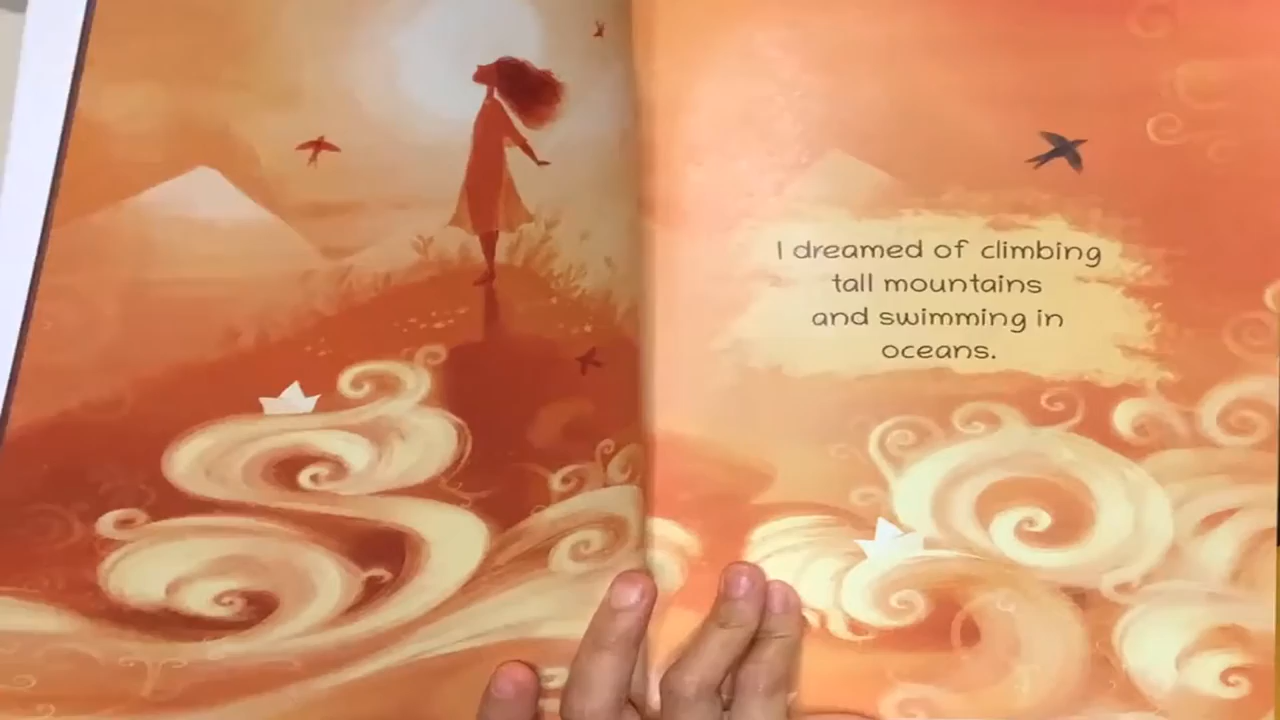 I dreamed of climbing
tall mountains
and swimming in
oceans.